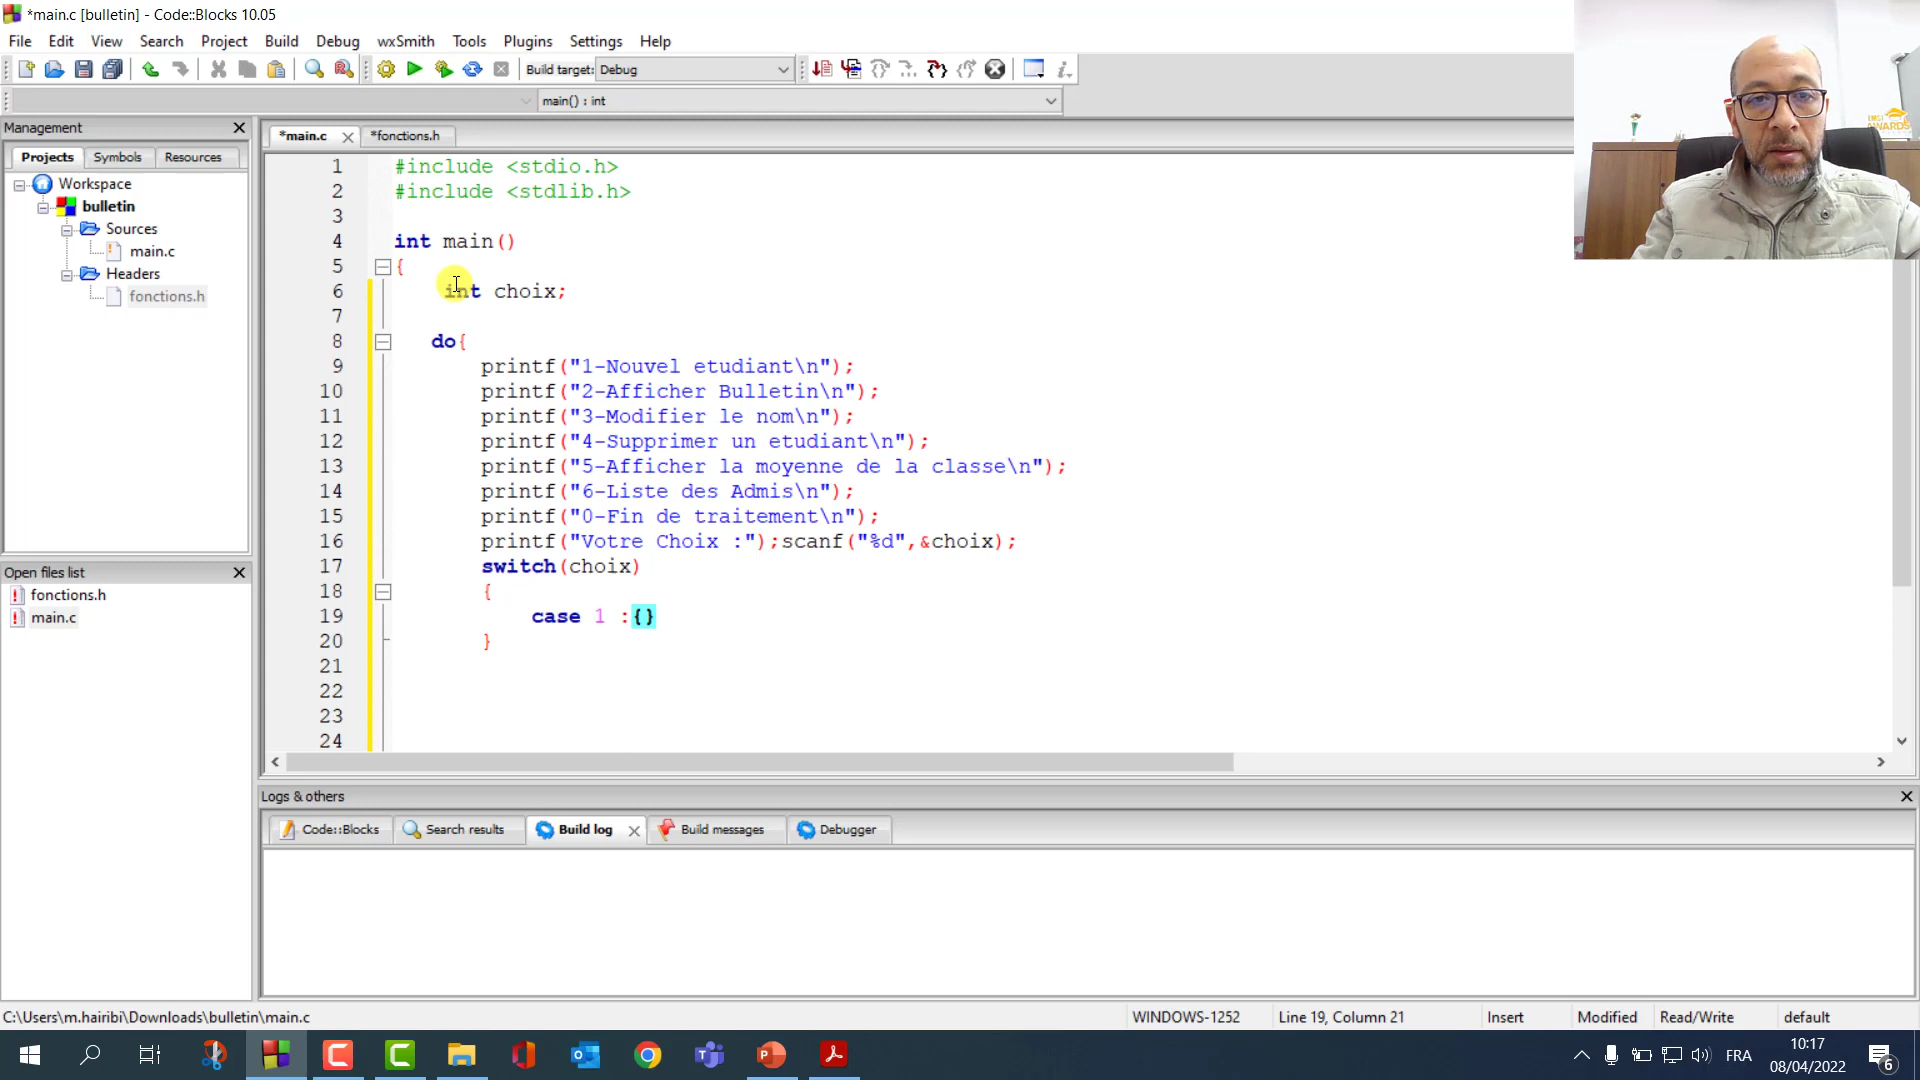 *main.c [bulletin] - Code::Blocks 10.05
File Edit View Search Project Build Debug wxSmith Tools Plugins Settings Help
Build target: Debug
main() : int
Management
Projects Symbols Resources
Workspace
bulletin
Sources
main.c
Headers
fonctions.h
Open files list
fonctions.h
main.c
*main.c *fonctions.h
1 #include <stdio.h>
2 #include <stdlib.h>
3
4 int main()
5 {
6 int choix;
7
8 do{
9 printf("1-Nouvel etudiant\n");
10 printf("2-Afficher Bulletin\n");
11 printf("3-Modifier le nom\n");
12 printf("4-Supprimer un etudiant\n");
13 printf("5-Afficher la moyenne de la classe\n");
14 printf("6-Liste des Admis\n");
15 printf("0-Fin de traitement\n");
16 printf("Votre Choix :");scanf("%d",&choix);
17 switch(choix)
18 {
19 case 1 :{}
20 }
21
22
23
24
Logs & others
Code::Blocks Search results Build log Build messages Debugger
C:\Users\m.hairibi\Downloads\bulletin\main.c WINDOWS-1252 Line 19, Column 21 Insert Modified Read/Write default
FRA
10:17
08/04/2022
6
AWARDS